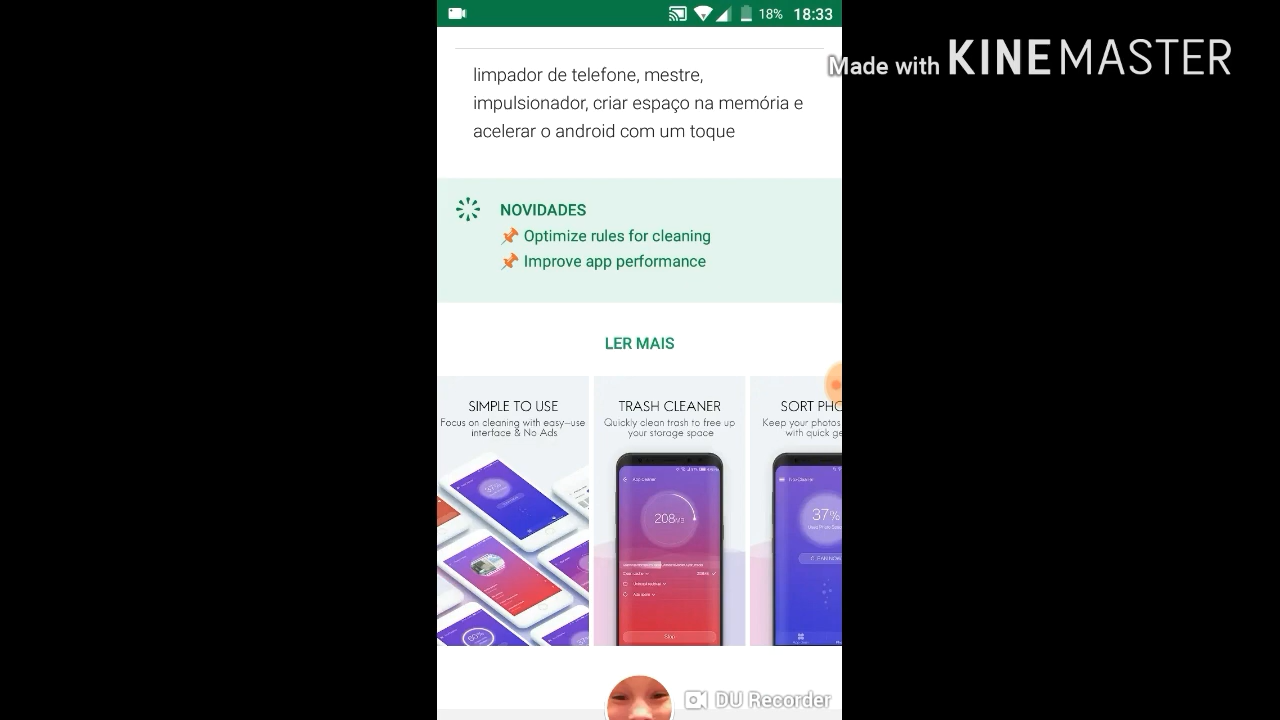 18% 18:33
Made with KINEMASTER
limpador de telefone, mestre,
impulsionador, criar espaço na memória e
acelerar o android com um toque
NOVIDADES
📌 Optimize rules for cleaning
📌 Improve app performance
LER MAIS
SIMPLE TO USE
Focus on cleaning with easy-use
interface & No Ads
TRASH CLEANER
Quickly clean trash to free up
your storage space
208MB
Stop
SORT PHO
Keep your photos
with quick ge
37%
DU Recorder